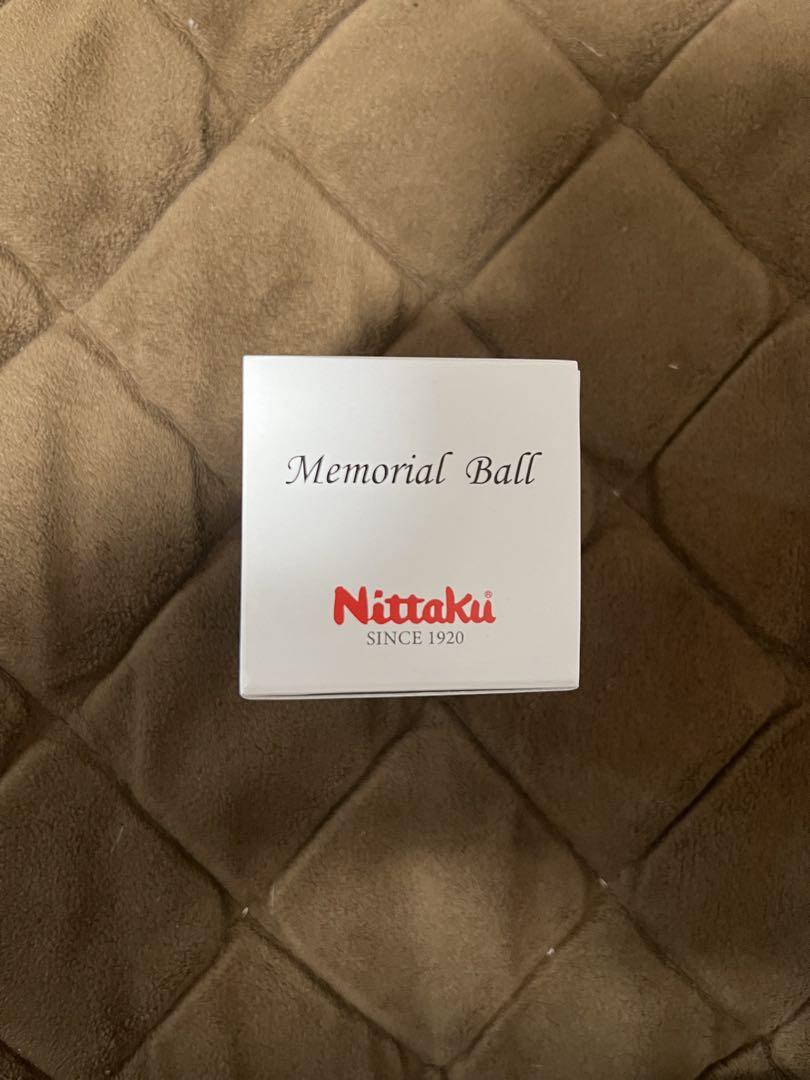 Memorial Ball
Nittaku®
SINCE 1920